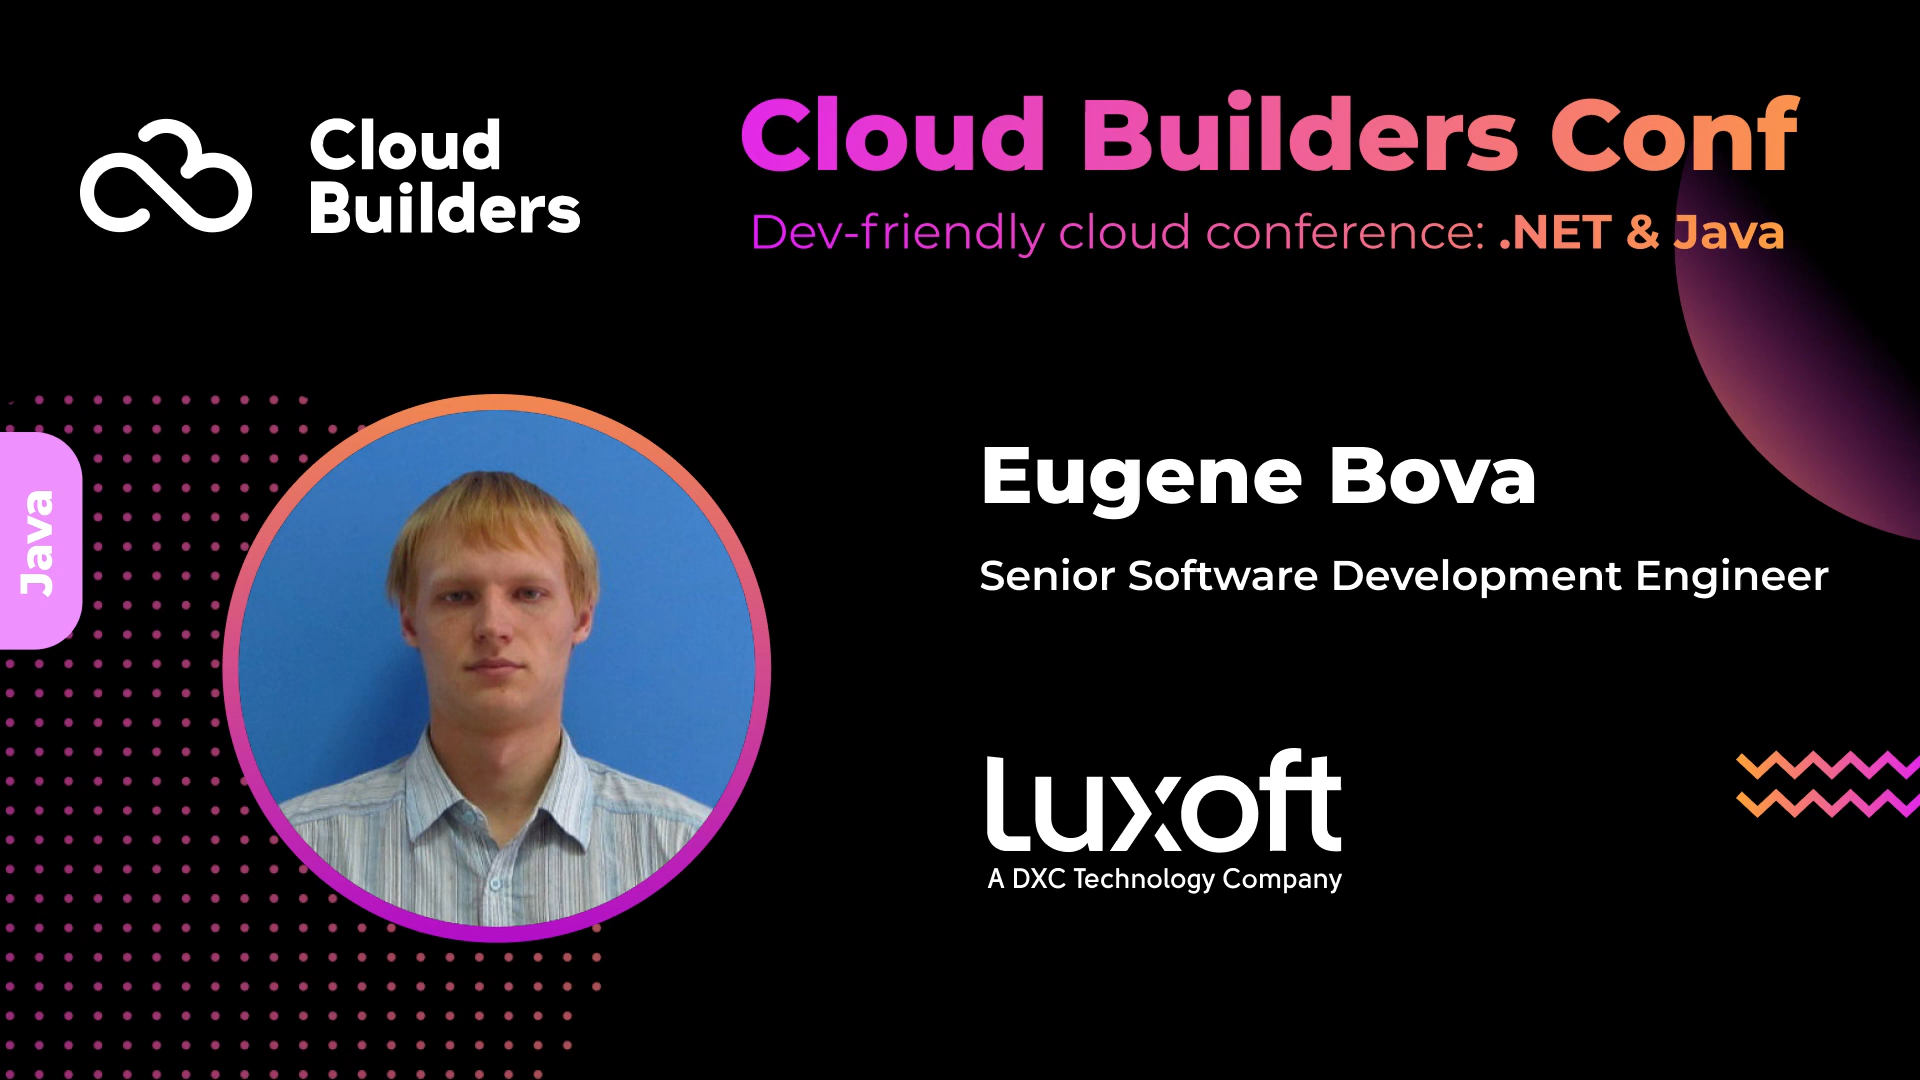 Cloud
Builders
Cloud Builders Conf
Dev-friendly cloud conference: .NET & Java
Java
Eugene Bova
Senior Software Development Engineer
luxoft
A DXC Technology Company